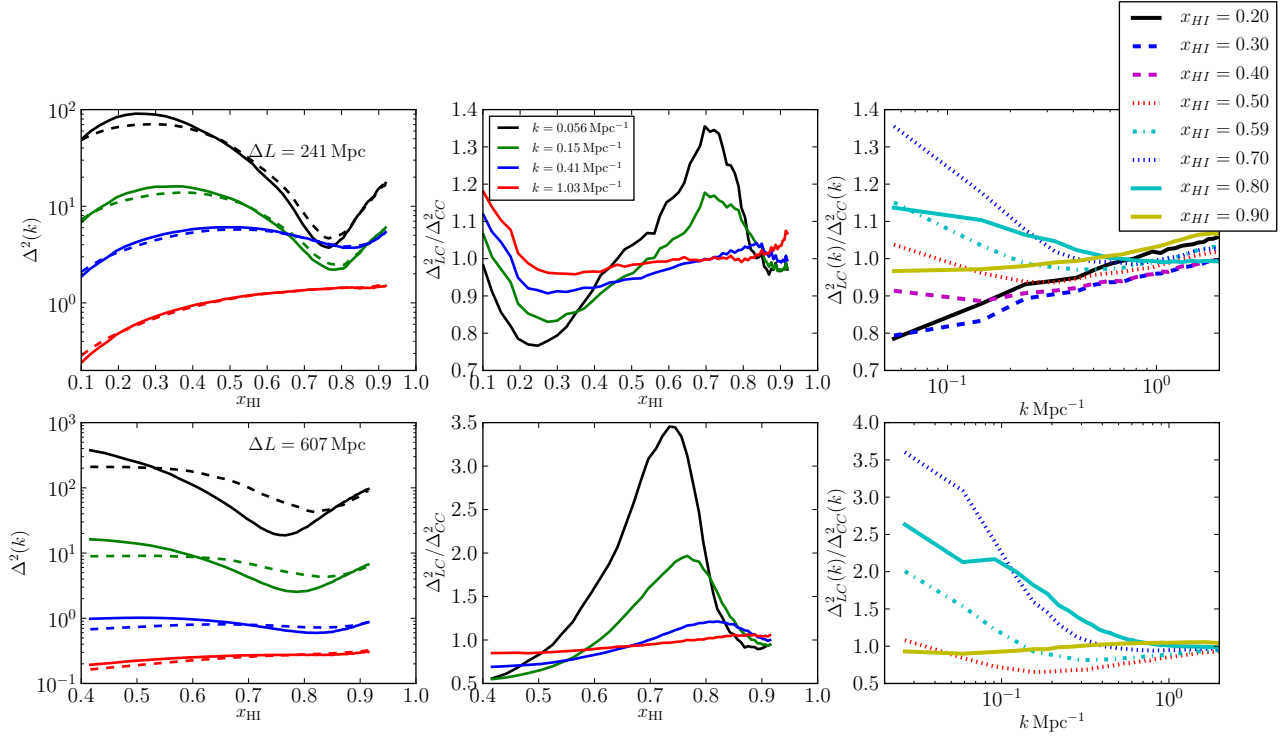 x_HI = 0.20
x_HI = 0.30
x_HI = 0.40
x_HI = 0.50
x_HI = 0.59
x_HI = 0.70
x_HI = 0.80
x_HI = 0.90
10^2
10^1
10^0
Δ^2(k)
ΔL = 241 Mpc
0.1 0.2 0.3 0.4 0.5 0.6 0.7 0.8 0.9 1.0
x_HI
1.4
1.3
1.2
1.1
1.0
0.9
0.8
0.7
Δ^2_LC/Δ^2_CC
k = 0.056 Mpc^−1
k = 0.15 Mpc^−1
k = 0.41 Mpc^−1
k = 1.03 Mpc^−1
0.1 0.2 0.3 0.4 0.5 0.6 0.7 0.8 0.9 1.0
x_HI
1.4
1.3
1.2
1.1
1.0
0.9
0.8
0.7
Δ^2_LC(k)/Δ^2_CC(k)
10^−1 10^0
k Mpc^−1
10^3
10^2
10^1
10^0
10^−1
Δ^2(k)
ΔL = 607 Mpc
0.4 0.5 0.6 0.7 0.8 0.9 1.0
x_HI
3.5
3.0
2.5
2.0
1.5
1.0
0.5
Δ^2_LC/Δ^2_CC
0.4 0.5 0.6 0.7 0.8 0.9 1.0
x_HI
4.0
3.5
3.0
2.5
2.0
1.5
1.0
0.5
Δ^2_LC(k)/Δ^2_CC(k)
10^−1 10^0
k Mpc^−1